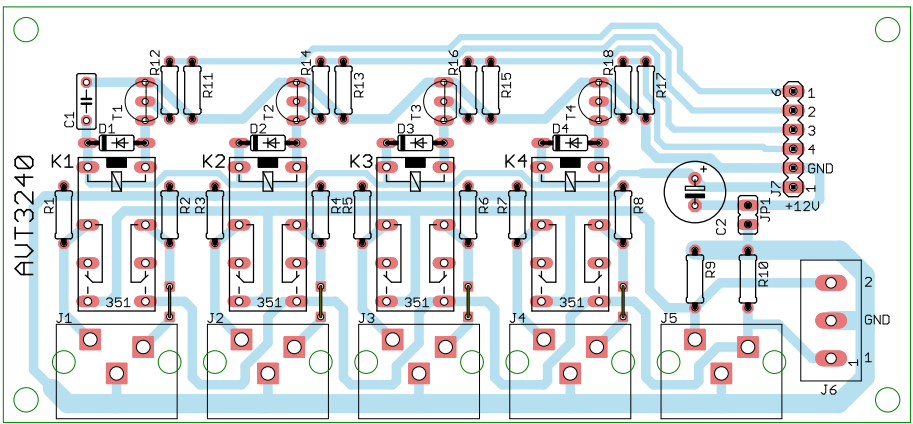 R12
R14
R16
R18
R11
R13
R15
R17
C1
T1
T2
T3
T4
6
1
2
3
4
GND
1
J7
+12V
D1
D2
D3
D4
K1
K2
K3
K4
AVT3240
R1
R2
R3
R4
R5
R6
R7
R8
+
C2
JP1
R9
R10
351
351
351
351
J1
J2
J3
J4
J5
2
GND
1
1
J6